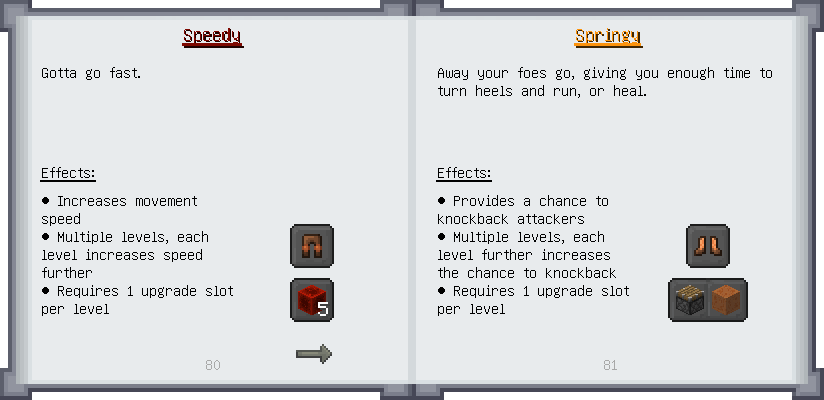 Speedy
Gotta go fast.
Effects:
● Increases movement
speed
● Multiple levels, each
level increases speed
further
● Requires 1 upgrade slot
per level
5
80
Springy
Away your foes go, giving you enough time to
turn heels and run, or heal.
Effects:
● Provides a chance to
knockback attackers
● Multiple levels, each
level further increases
the chance to knockback
● Requires 1 upgrade slot
per level
81